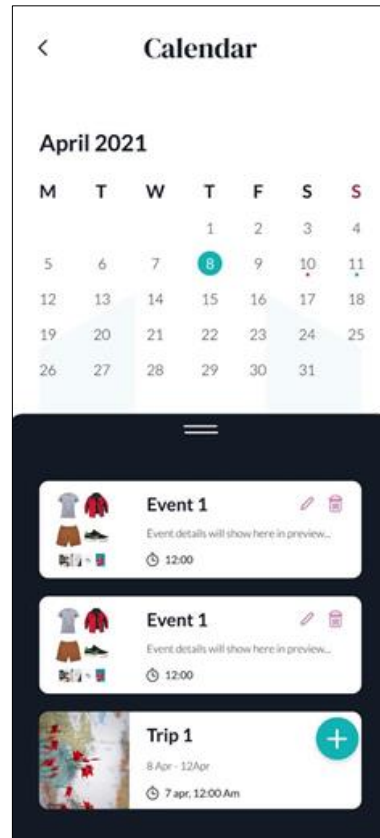 Calendar
April 2021
M T W T F S S
1 2 3 4
5 6 7 8 9 10 11
12 13 14 15 16 17 18
19 20 21 22 23 24 25
26 27 28 29 30 31
Event 1
Event details will show here in preview...
12:00
Event 1
Event details will show here in preview...
12:00
Trip 1
8 Apr - 12Apr
7 apr, 12:00 Am